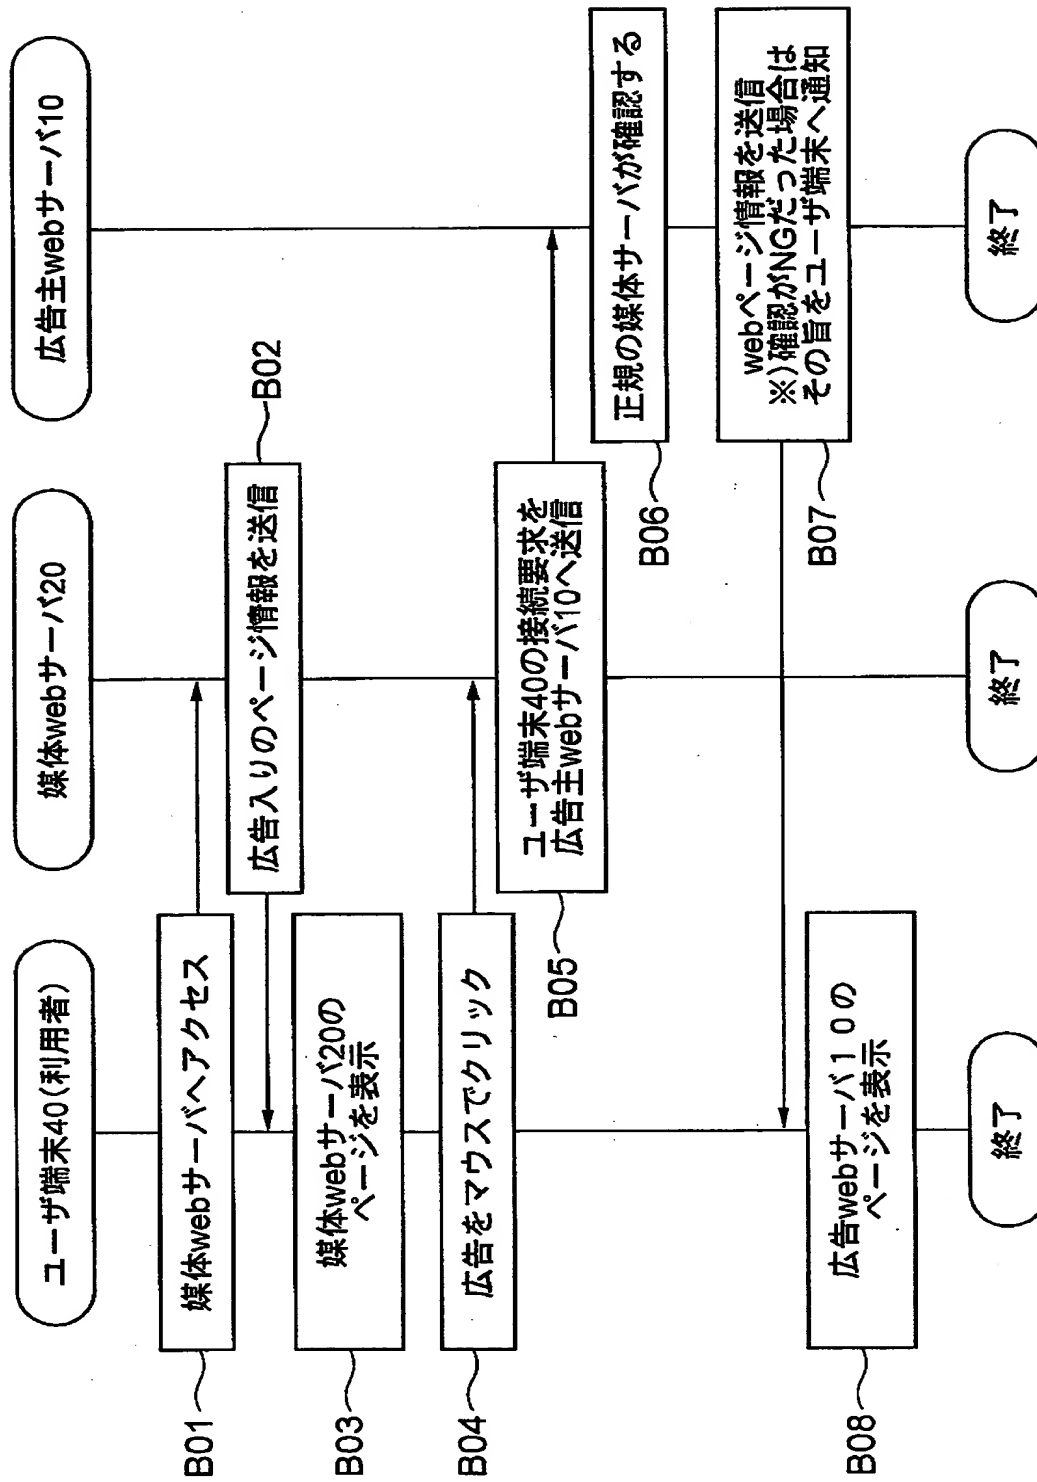 ユーザ端末40(利用者)
媒体webサーバ20
広告主webサーバ10
B01
媒体webサーバへアクセス
B02
広告入りのページ情報を送信
B03
媒体webサーバ20の
ページを表示
B04
広告をマウスでクリック
B05
ユーザ端末40の接続要求を
広告主webサーバ10へ送信
B06
正規の媒体サーバが確認する
B07
webページ情報を送信
※)確認がNGだった場合は
その旨をユーザ端末へ通知
B08
広告webサーバ10の
ページを表示
終了
終了
終了